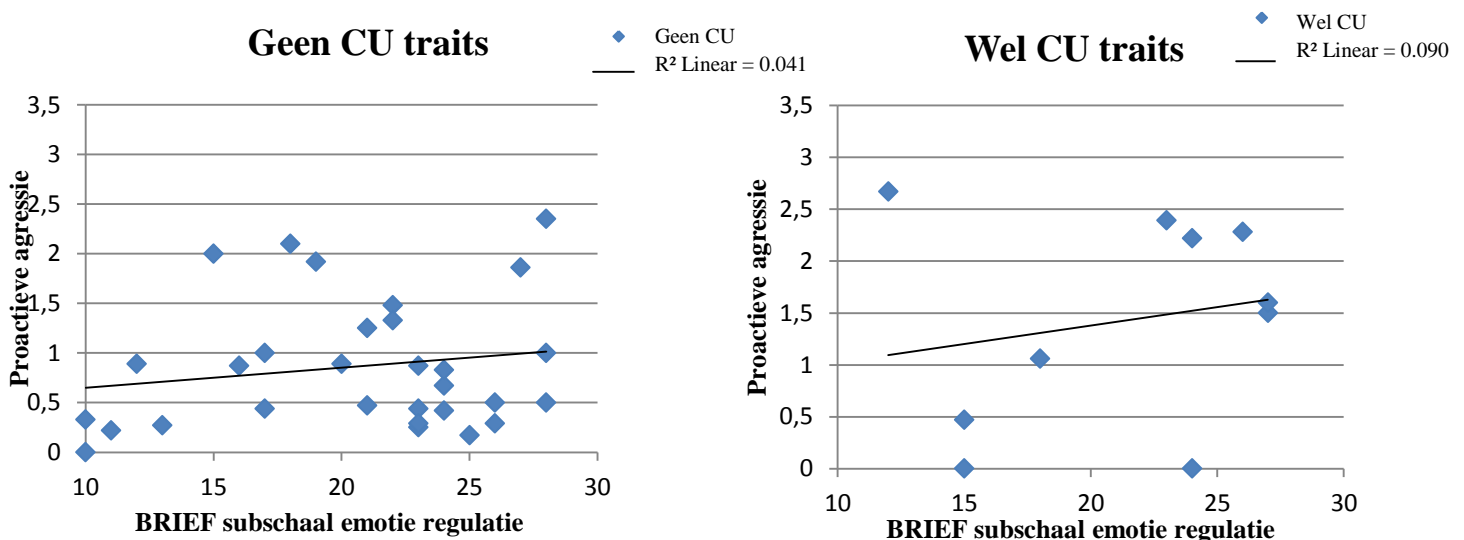 Geen CU traits
Geen CU
R² Linear = 0.041
3,5
3
2,5
2
1,5
1
0,5
0
10 15 20 25 30
Proactieve agressie
BRIEF subschaal emotie regulatie
Wel CU traits
Wel CU
R² Linear = 0.090
3,5
3
2,5
2
1,5
1
0,5
0
10 15 20 25 30
Proactieve agressie
BRIEF subschaal emotie regulatie